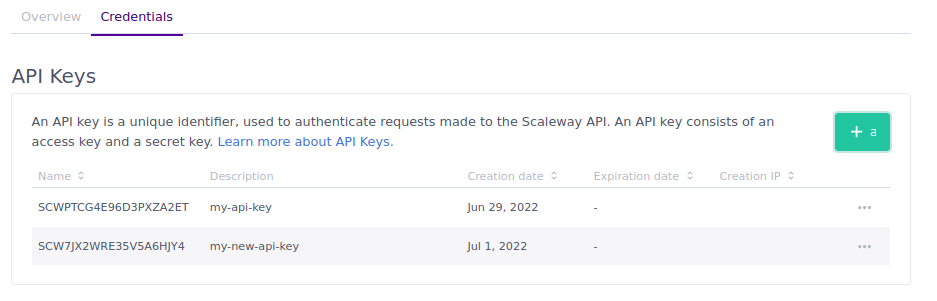 Overview Credentials
API Keys
An API key is a unique identifier, used to authenticate requests made to the Scaleway API. An API key consists of an
access key and a secret key. Learn more about API Keys.
+ a
Name Description Creation date Expiration date Creation IP
SCWPTCG4E96D3PXZA2ET my-api-key Jun 29, 2022 - •••
SCW7JX2WRE35V5A6HJY4 my-new-api-key Jul 1, 2022 - •••